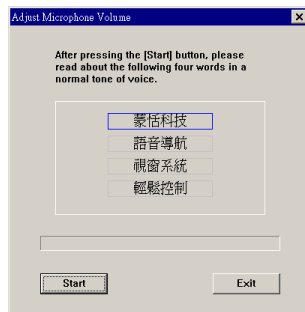 Adjust Microphone Volume
After pressing the [Start] button, please
read about the following four words in a
normal tone of voice.
蒙恬科技
語音導航
視窗系統
輕鬆控制
Start
Exit